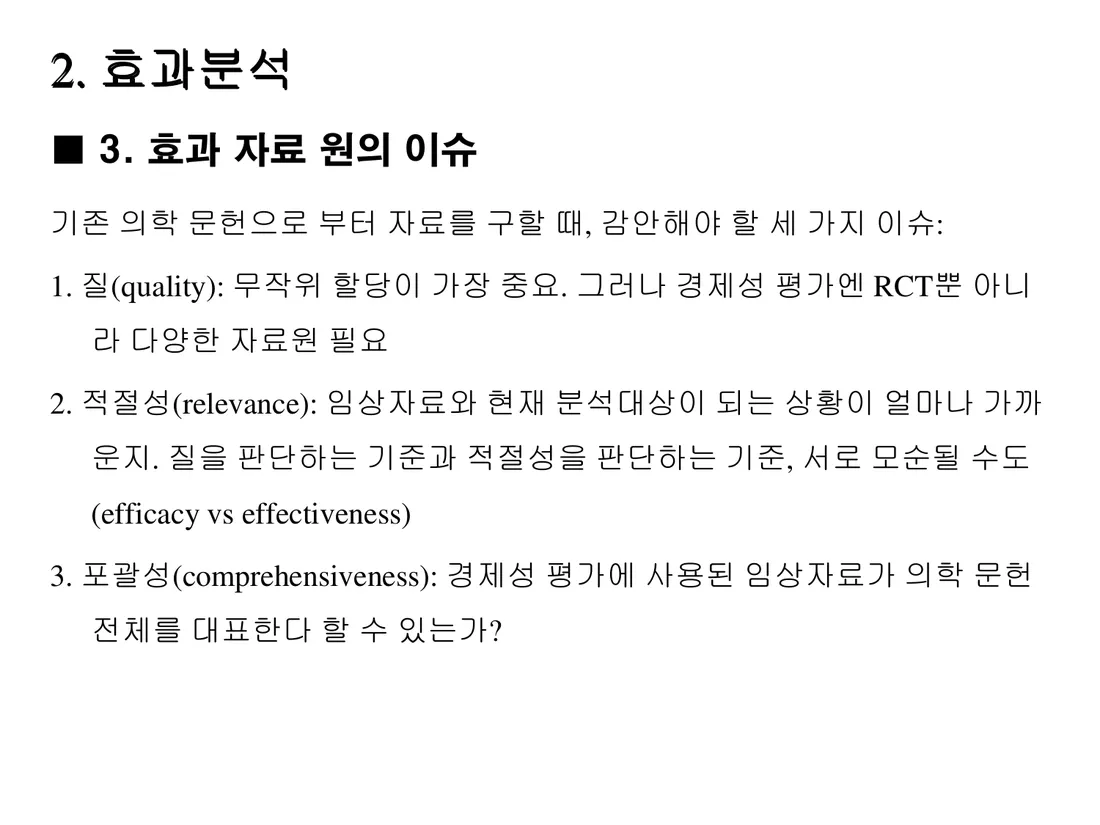 2. 효과분석
■ 3. 효과 자료 원의 이슈
기존 의학 문헌으로 부터 자료를 구할 때, 감안해야 할 세 가지 이슈:
1. 질(quality): 무작위 할당이 가장 중요. 그러나 경제성 평가엔 RCT뿐 아니
라 다양한 자료원 필요
2. 적절성(relevance): 임상자료와 현재 분석대상이 되는 상황이 얼마나 가까
운지. 질을 판단하는 기준과 적절성을 판단하는 기준, 서로 모순될 수도
(efficacy vs effectiveness)
3. 포괄성(comprehensiveness): 경제성 평가에 사용된 임상자료가 의학 문헌
전체를 대표한다 할 수 있는가?